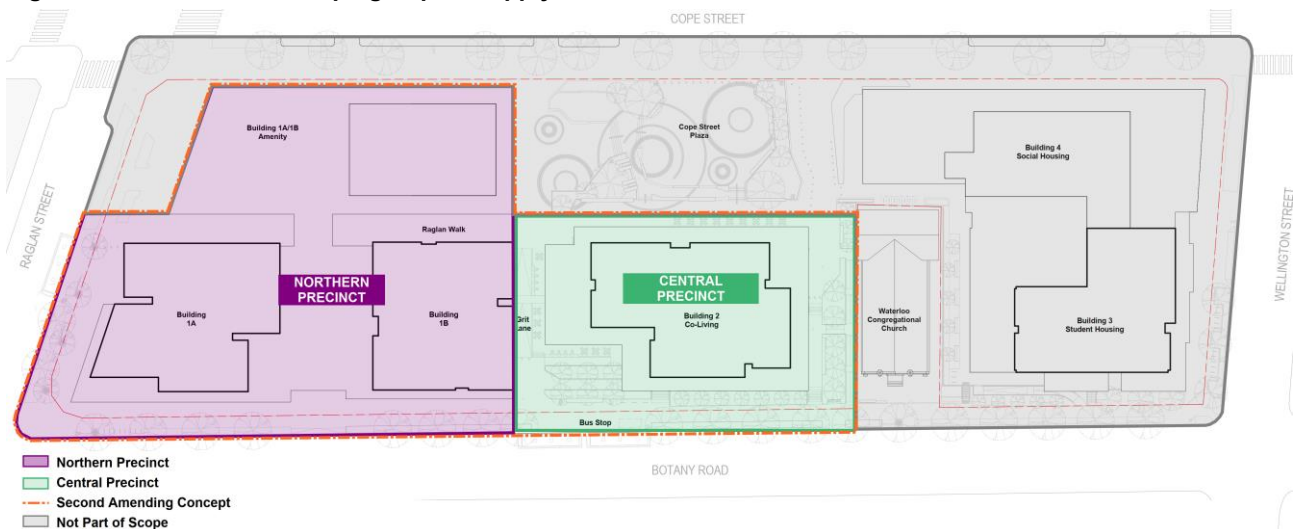 COPE STREET
Building 1A/1B
Amenity
Cope Street
Plaza
Building 4
Social Housing
RAGLAN STREET
WELLINGTON STREET
Raglan Walk
NORTHERN
PRECINCT
CENTRAL
PRECINCT
Building
1A
Building
1B
Grit
Lane
Building 2
Co-Living
Waterloo
Congregational
Church
Building 3
Student Housing
Bus Stop
BOTANY ROAD
Northern Precinct
Central Precinct
Second Amending Concept
Not Part of Scope